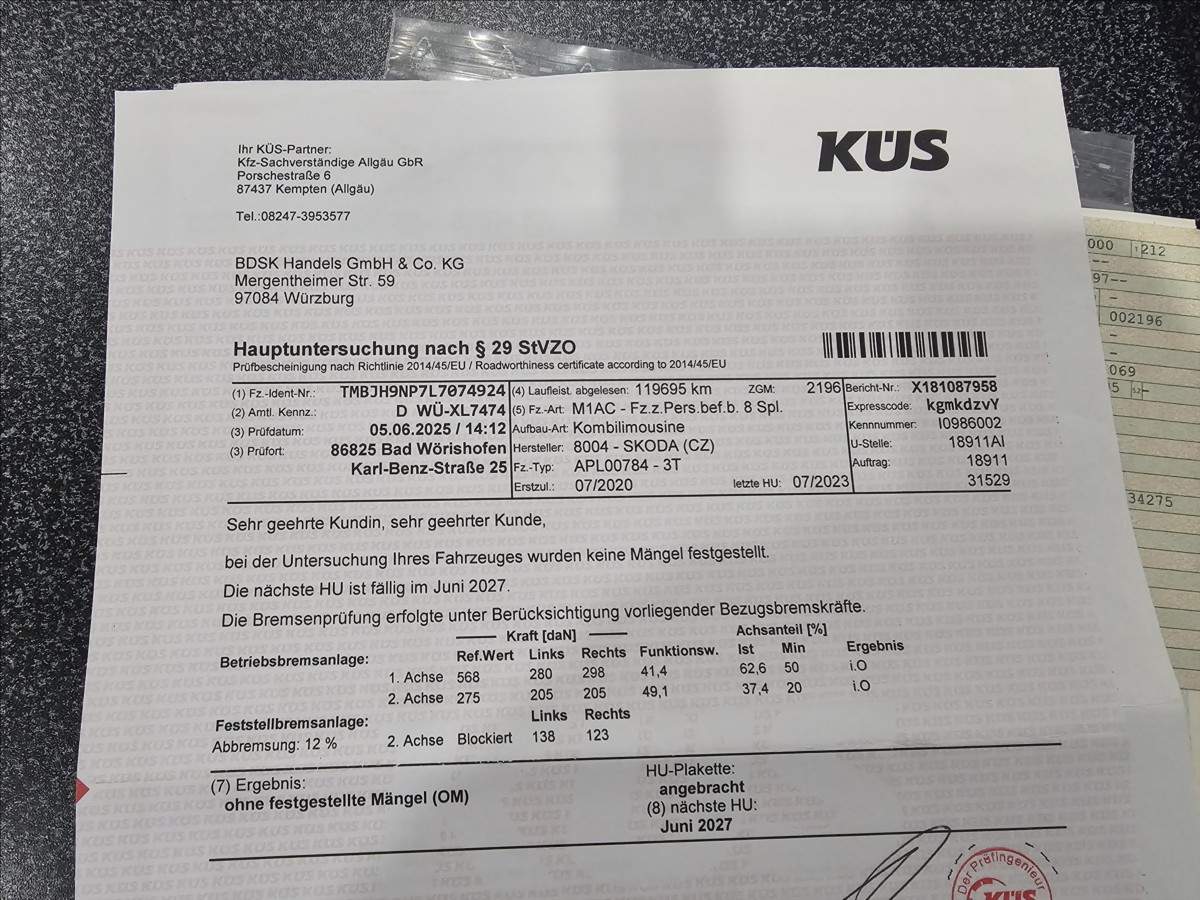 Ihr KÜS-Partner:
Kfz-Sachverständige Allgäu GbR
Porschestraße 6
87437 Kempten (Allgäu)
Tel.:08247-3953577
KÜS
BDSK Handels GmbH & Co. KG
Mergentheimer Str. 59
97084 Würzburg
Hauptuntersuchung nach § 29 StVZO
Prüfbescheinigung nach Richtlinie 2014/45/EU / Roadworthiness certificate according to 2014/45/EU
(1) Fz.-Ident-Nr.: TMBJH9NP7L7074924 (4) Laufleist. abgelesen: 119695 km ZGM: 2196 Bericht-Nr.: X181087958
(2) Amtl. Kennz.: D WÜ-XL7474 (5) Fz.-Art: M1AC - Fz.z.Pers.bef.b. 8 Spl. Expresscode: kgmkdzvY
(3) Prüfdatum: 05.06.2025 / 14:12 Aufbau-Art: Kombilimousine Kennnummer: I0986002
(3) Prüfort: 86825 Bad Wörishofen Hersteller: 8004 - SKODA (CZ) U-Stelle: 18911AI
Karl-Benz-Straße 25 Fz.-Typ: APL00784 - 3T Auftrag: 18911
Erstzul.: 07/2020 letzte HU: 07/2023 31529
Sehr geehrte Kundin, sehr geehrter Kunde,
bei der Untersuchung Ihres Fahrzeuges wurden keine Mängel festgestellt.
Die nächste HU ist fällig im Juni 2027.
Die Bremsenprüfung erfolgte unter Berücksichtigung vorliegender Bezugsbremskräfte.
Kraft [daN] Achsanteil [%]
Betriebsbremsanlage: Ref.Wert Links Rechts Funktionsw. Ist Min Ergebnis
1. Achse 568 280 298 41,4 62,6 50 i.O
2. Achse 275 205 205 49,1 37,4 20 i.O
Feststellbremsanlage: Links Rechts
Abbremsung: 12 % 2. Achse Blockiert 138 123
(7) Ergebnis: HU-Plakette:
ohne festgestellte Mängel (OM) angebracht
(8) nächste HU:
Juni 2027
Der Prüfingenieur
KÜS
000 212
97--
002196
069
34275